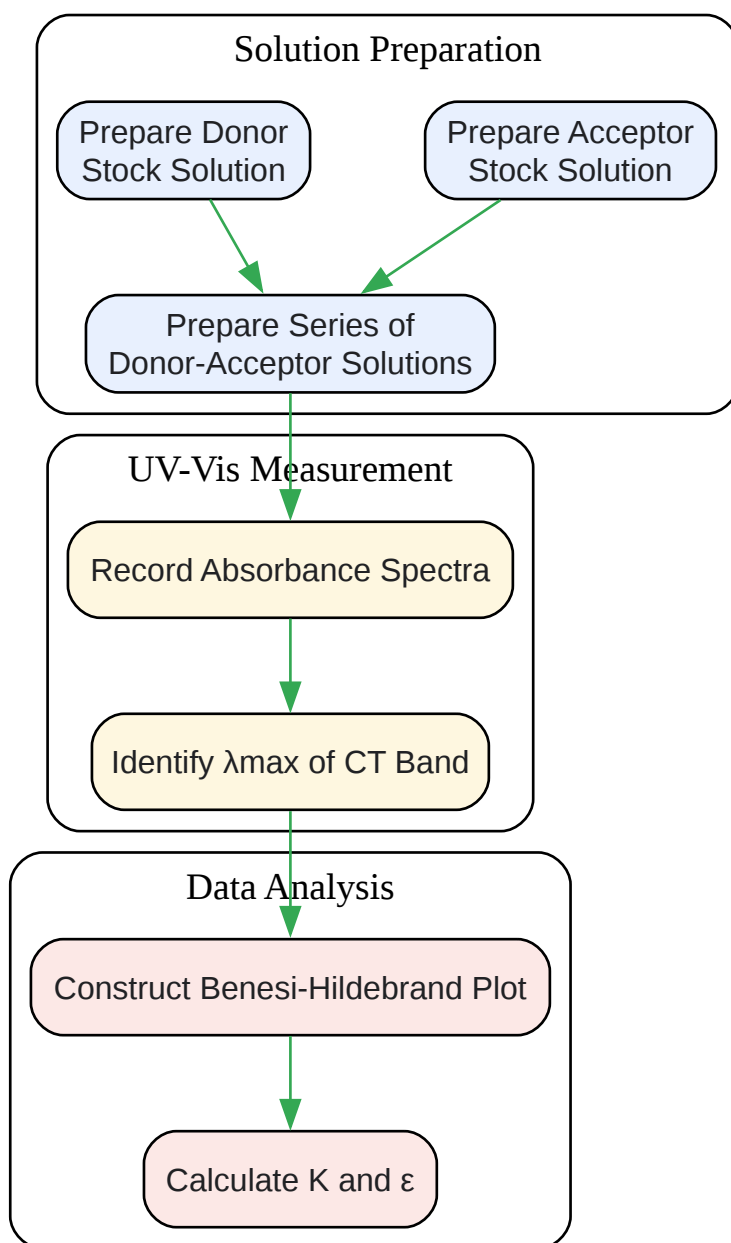 Solution Preparation
Prepare Donor
Stock Solution
Prepare Acceptor
Stock Solution
Prepare Series of
Donor-Acceptor Solutions
UV-Vis Measurement
Record Absorbance Spectra
Identify λmax of CT Band
Data Analysis
Construct Benesi-Hildebrand Plot
Calculate K and ε